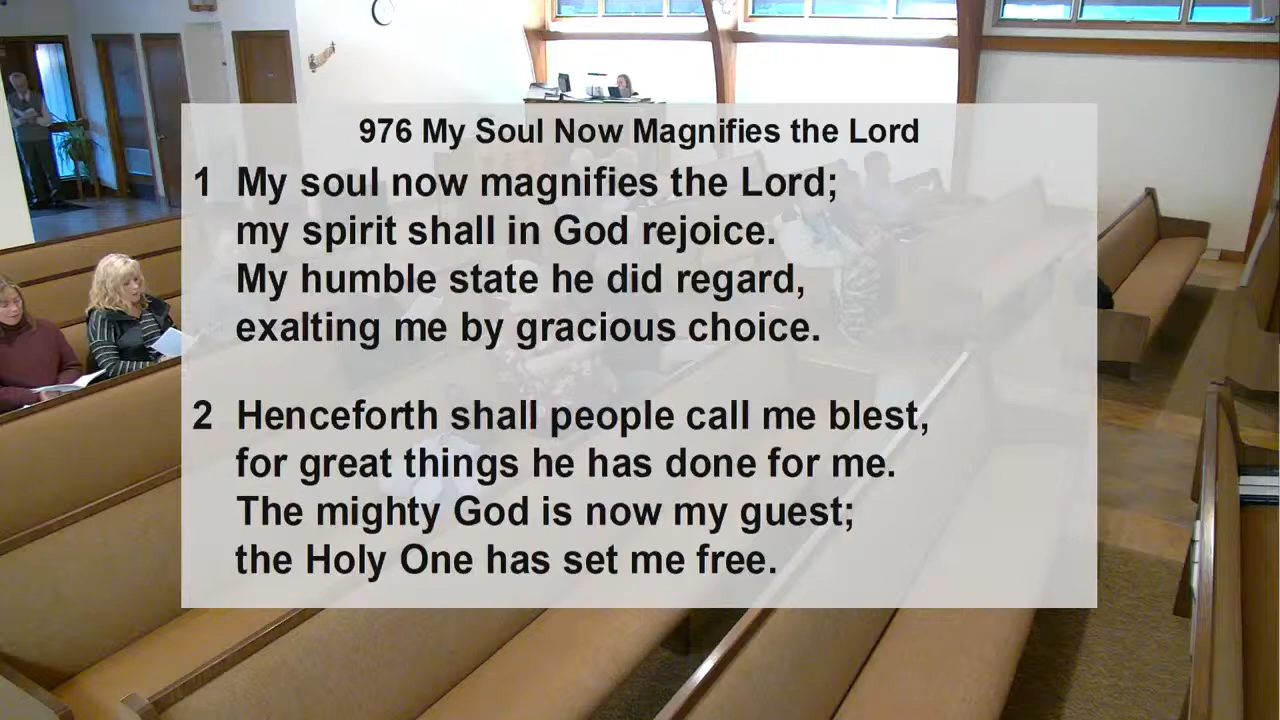 976 My Soul Now Magnifies the Lord
1 My soul now magnifies the Lord;
my spirit shall in God rejoice.
My humble state he did regard,
exalting me by gracious choice.
2 Henceforth shall people call me blest,
for great things he has done for me.
The mighty God is now my guest;
the Holy One has set me free.